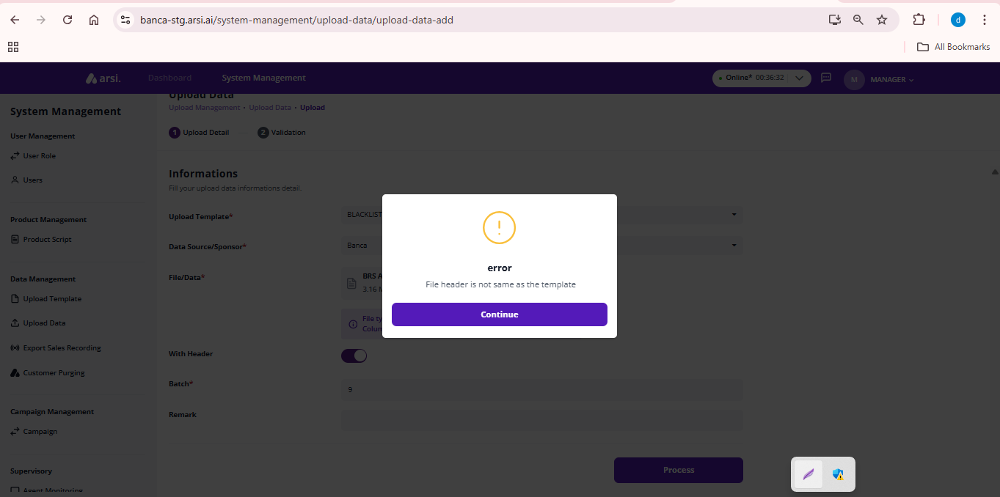 banca-stg.arsi.ai/system-management/upload-data/upload-data-add
d
All Bookmarks
arsi.
Dashboard
System Management
Online* 00:36:32
M
MANAGER
System Management
User Management
User Role
Users
Product Management
Product Script
Data Management
Upload Template
Upload Data
Export Sales Recording
Customer Purging
Campaign Management
Campaign
Supervisory
Agent Monitoring
Upload Data
Upload Management • Upload Data • Upload
1 Upload Detail
2 Validation
Informations
Fill your upload data informations detail.
Upload Template*
BLACKLIST
Data Source/Sponsor*
Banca
File/Data*
BRS
3.16
File
With Header
Batch*
9
Remark
Process
error
File header is not same as the template
Continue